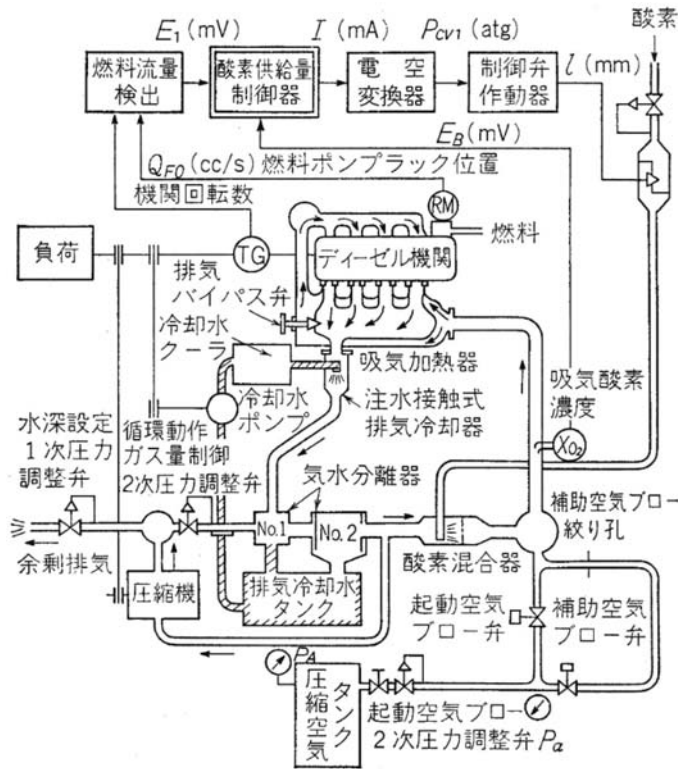 酸素
E₁ (mV)
I (mA)
P_CV1 (atg)
燃料流量
検出
酸素供給量
制御器
電空
変換器
制御弁
作動器
l (mm)
E_B (mV)
Q_FO (cc/s) 燃料ポンプラック位置
機関回転数
RM
燃料
負荷
TG
ディーゼル機関
排気
バイパス弁
冷却水
クーラ
吸気加熱器
冷却水
ポンプ
注水接触式
排気冷却器
吸気酸素
濃度
X_O₂
水深設定
1次圧力
調整弁
循環動作
ガス量制御
2次圧力調整弁
気水分離器
No.1
No.2
酸素混合器
補助空気ブロー
絞り孔
余剰排気
圧縮機
排気冷却水
タンク
起動空気
ブロー弁
補助空気
ブロー弁
P_A
圧縮空気
タンク
起動空気ブロー
2次圧力調整弁 P_a